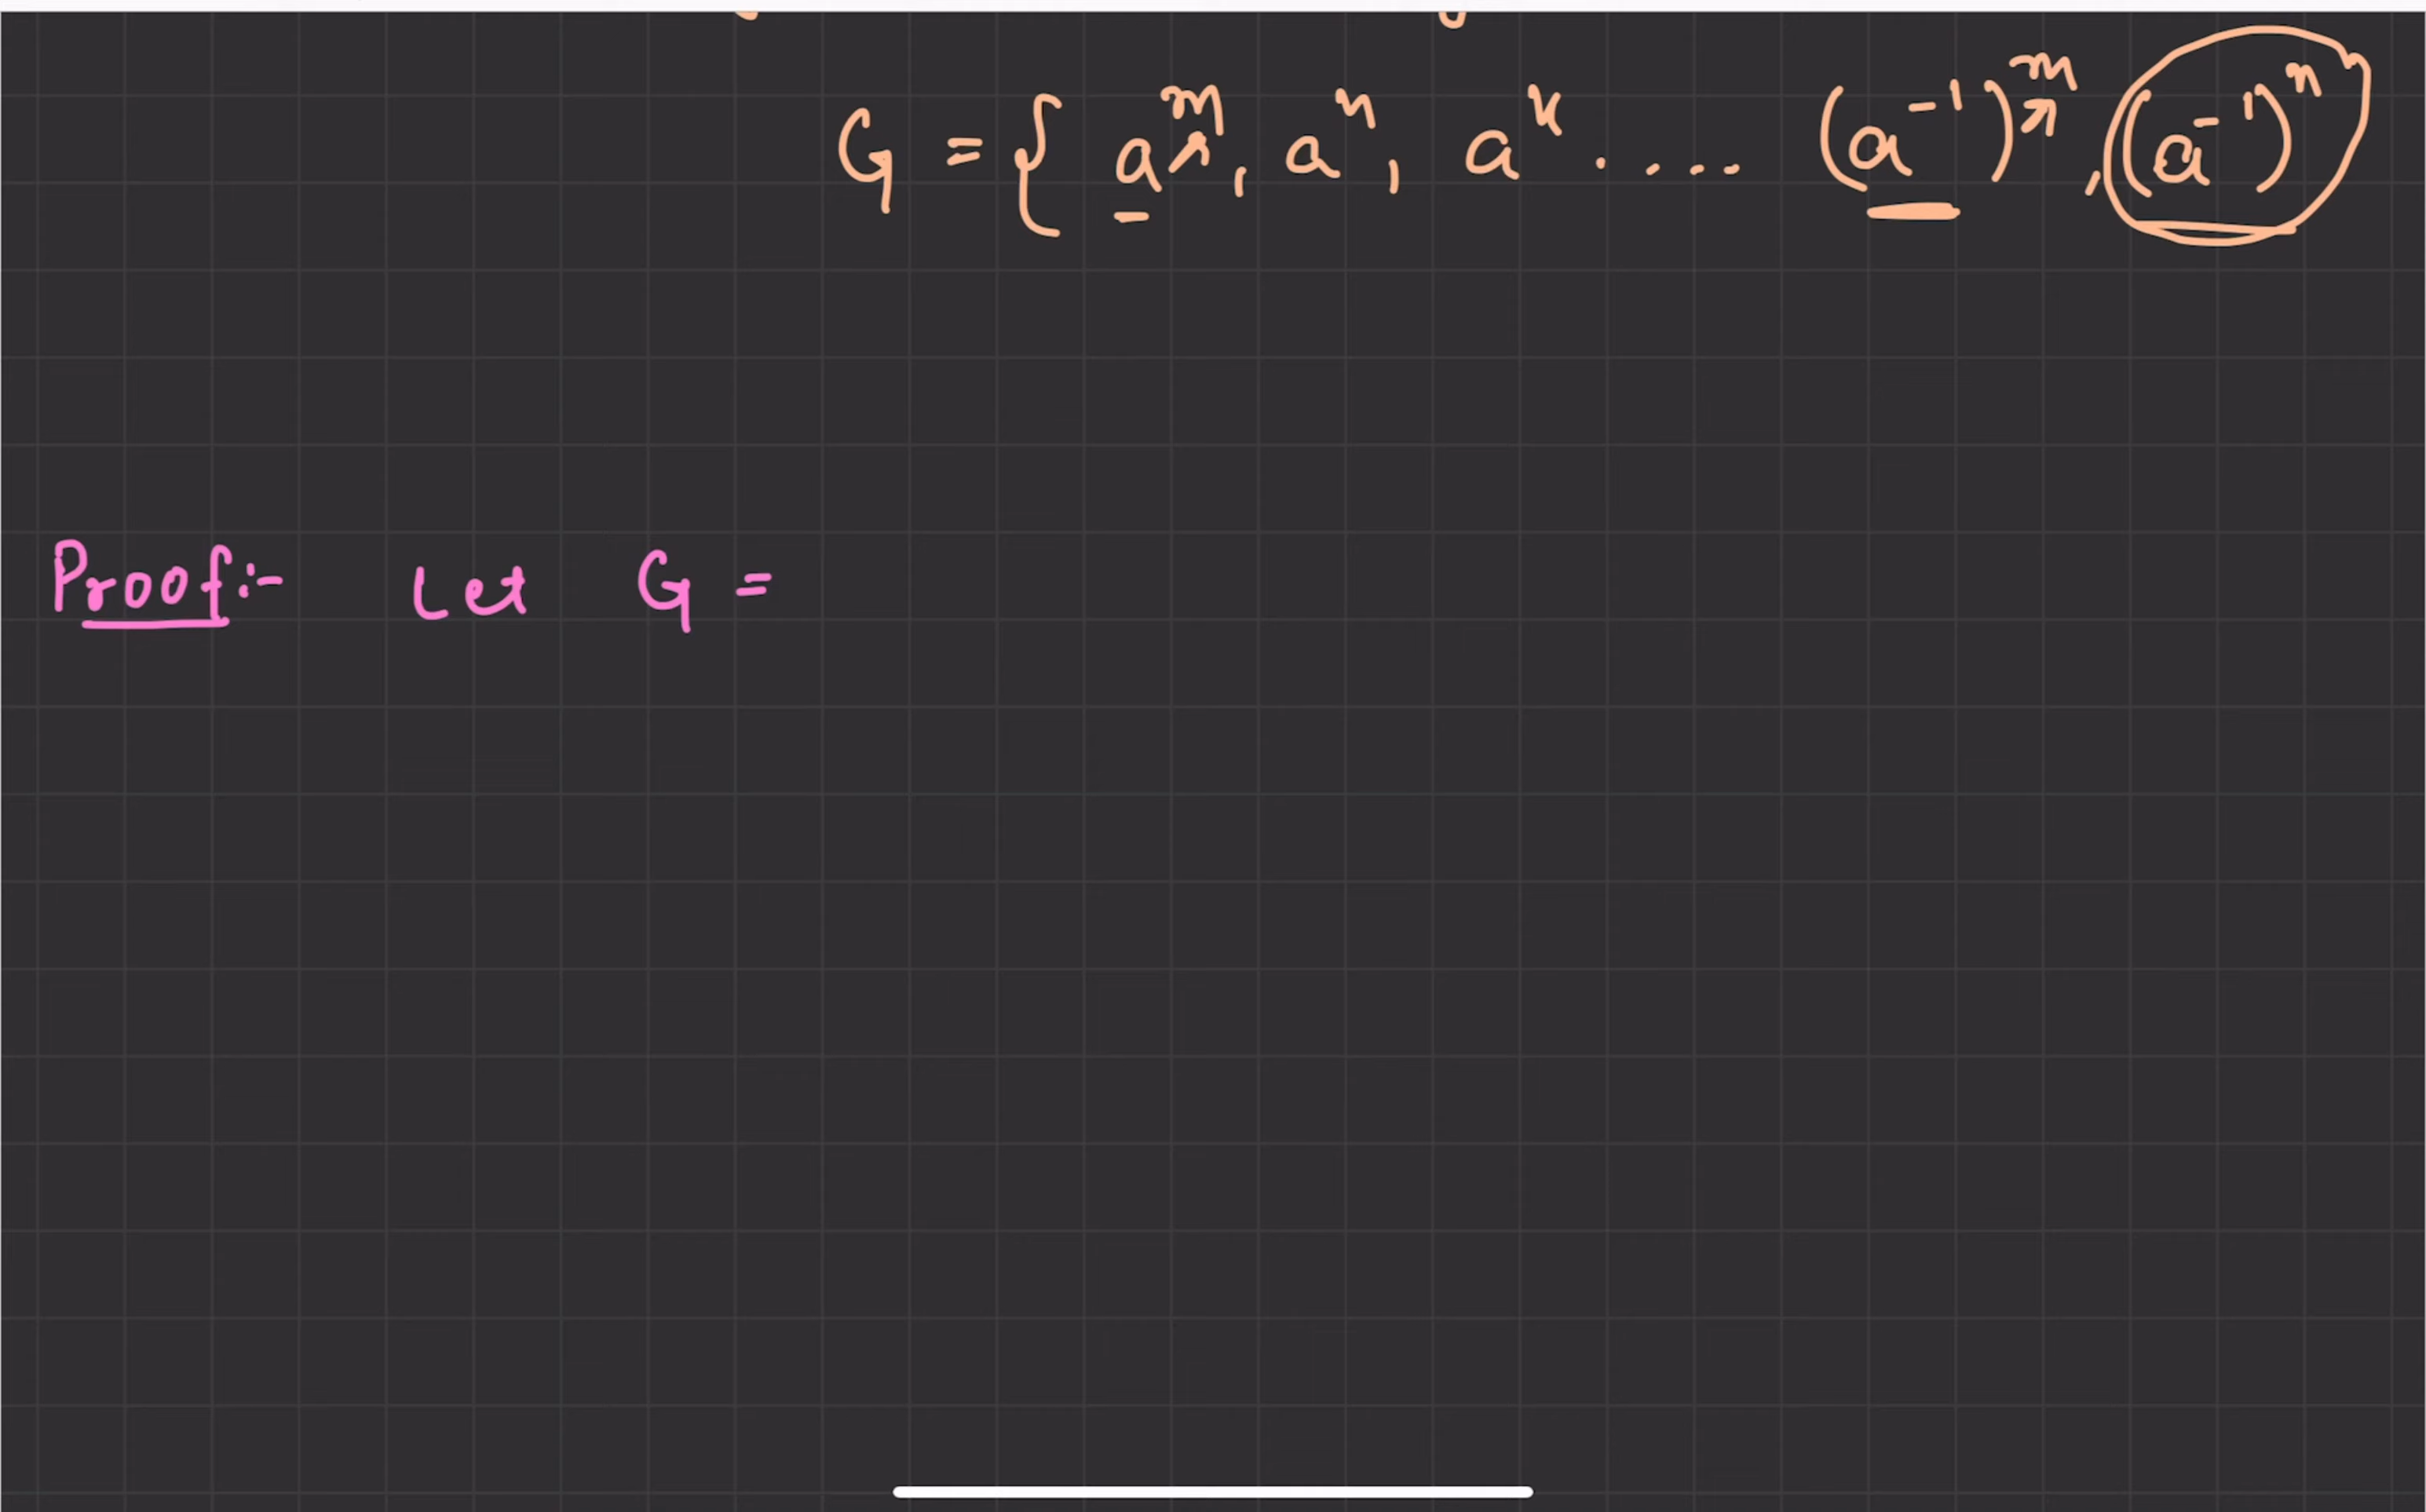 G = { a^m, a^n, a^k ..... (a^-1)^m, (a^-1)^n
Proof:- Let G =